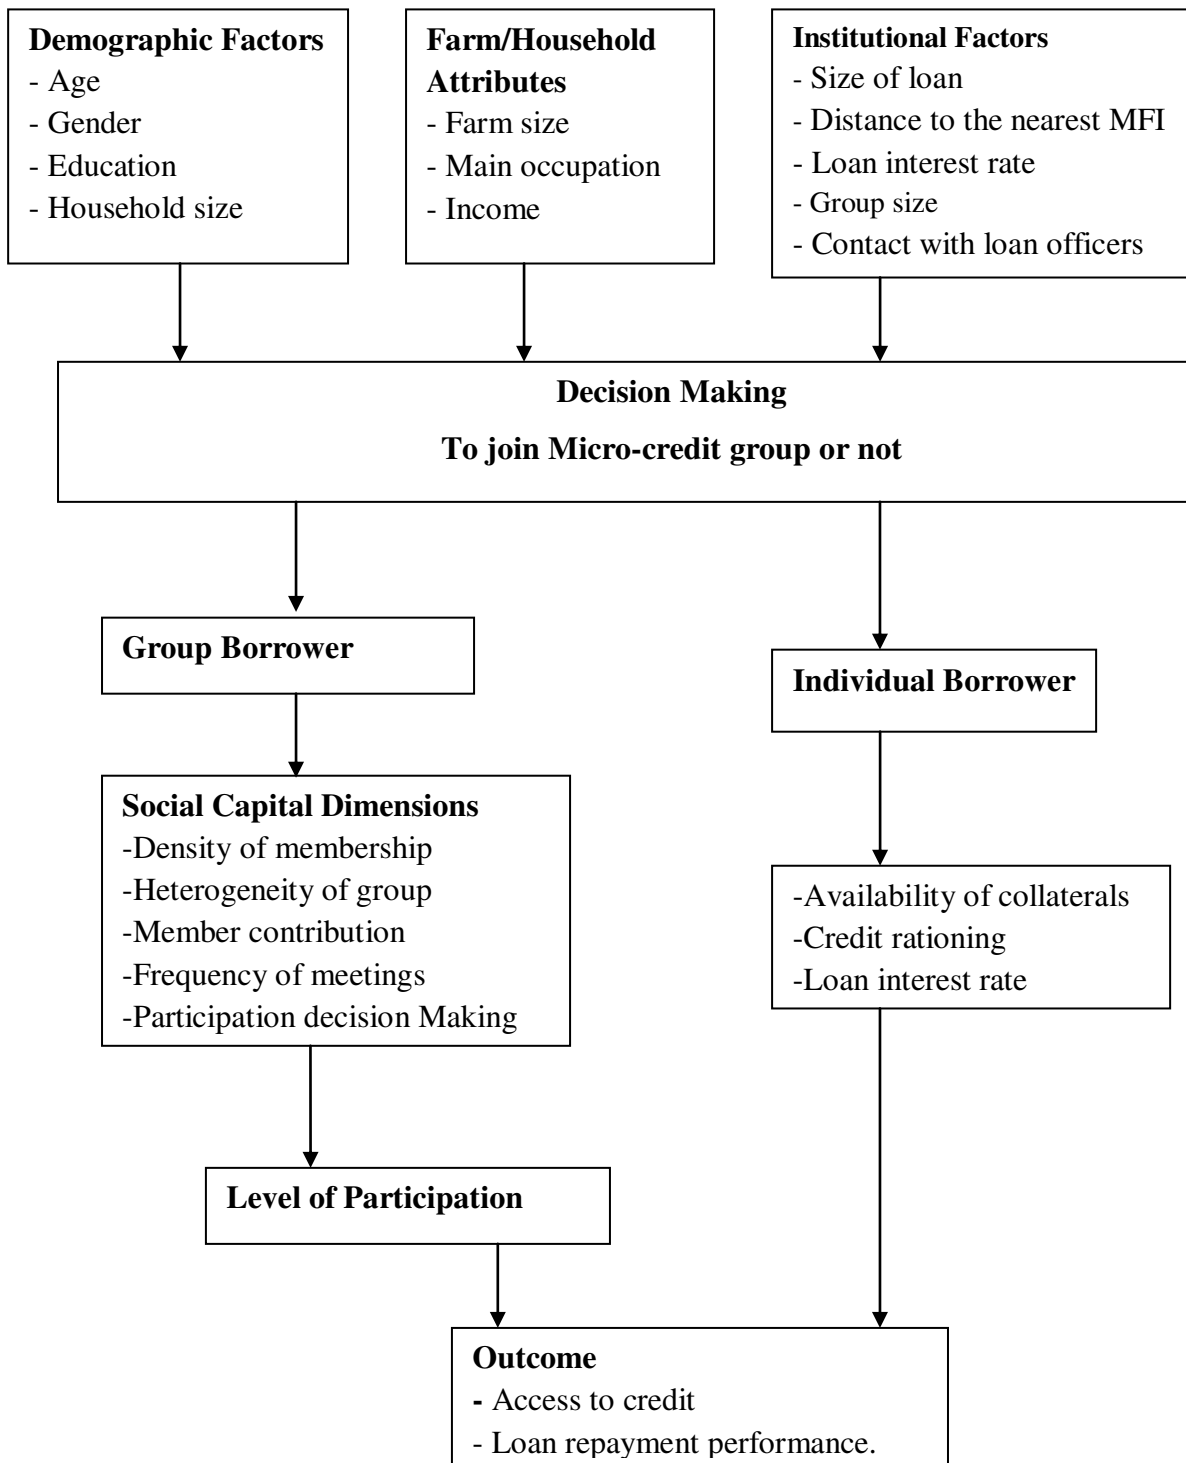 Demographic Factors
- Age
- Gender
- Education
- Household size
Farm/Household
Attributes
- Farm size
- Main occupation
- Income
Institutional Factors
- Size of loan
- Distance to the nearest MFI
- Loan interest rate
- Group size
- Contact with loan officers
Decision Making
To join Micro-credit group or not
Group Borrower
Individual Borrower
Social Capital Dimensions
-Density of membership
-Heterogeneity of group
-Member contribution
-Frequency of meetings
-Participation decision Making
-Availability of collaterals
-Credit rationing
-Loan interest rate
Level of Participation
Outcome
- Access to credit
- Loan repayment performance.